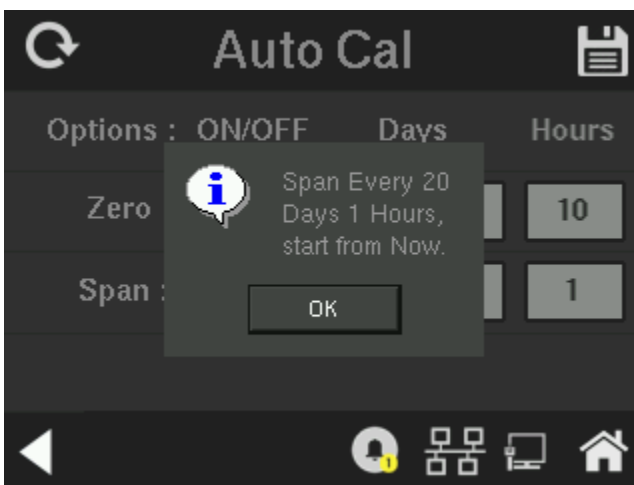 Auto Cal
Options : ON/OFF Days Hours
Span Every 20
Days 1 Hours,
start from Now.
Zero 10
Span : 1
OK
1